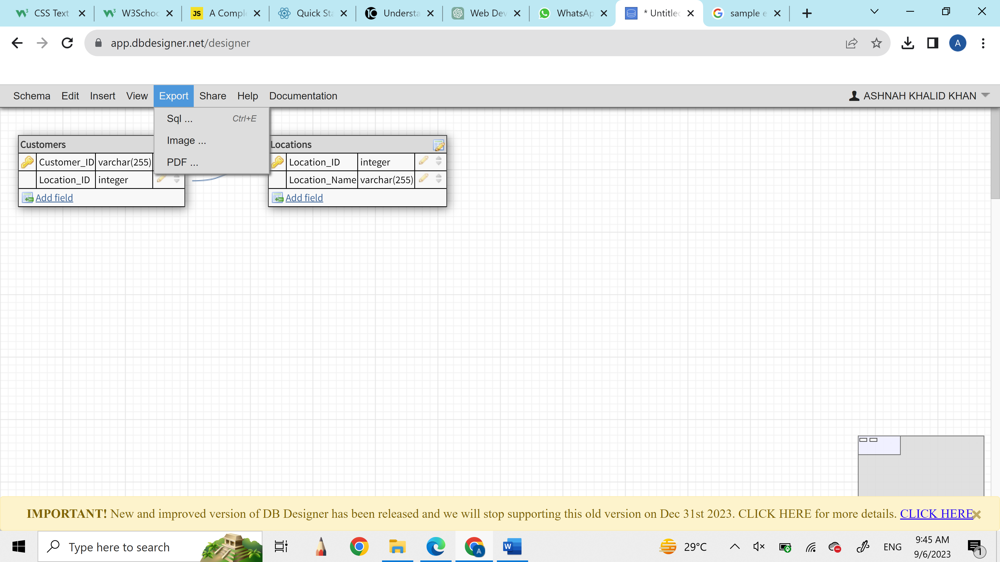 CSS Text
W3Schoo
JS
A Comple
Quick Sta
Understa
Web Dev
WhatsAp
* Untitled
sample e
app.dbdesigner.net/designer
A
Schema Edit Insert View Export Share Help Documentation
ASHNAH KHALID KHAN
Sql ... Ctrl+E
Image ...
PDF ...
Customers
Customer_ID varchar(255)
Location_ID integer
Add field
Locations
Location_ID integer
Location_Name varchar(255)
Add field
IMPORTANT! New and improved version of DB Designer has been released and we will stop supporting this old version on Dec 31st 2023. CLICK HERE for more details. CLICK HERE
Type here to search
A
W
29°C
ENG
9:45 AM
9/6/2023
1